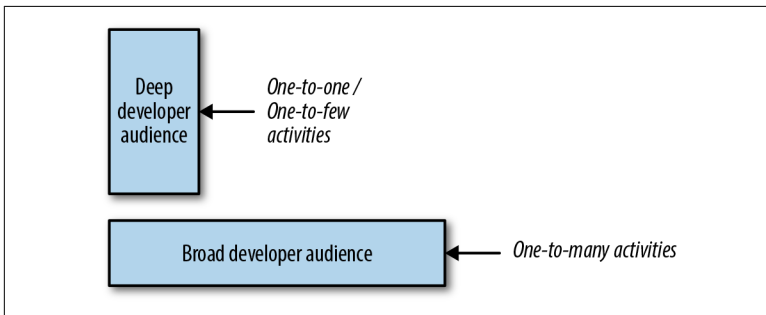 Deep
developer
audience
One-to-one /
One-to-few
activities
Broad developer audience
One-to-many activities